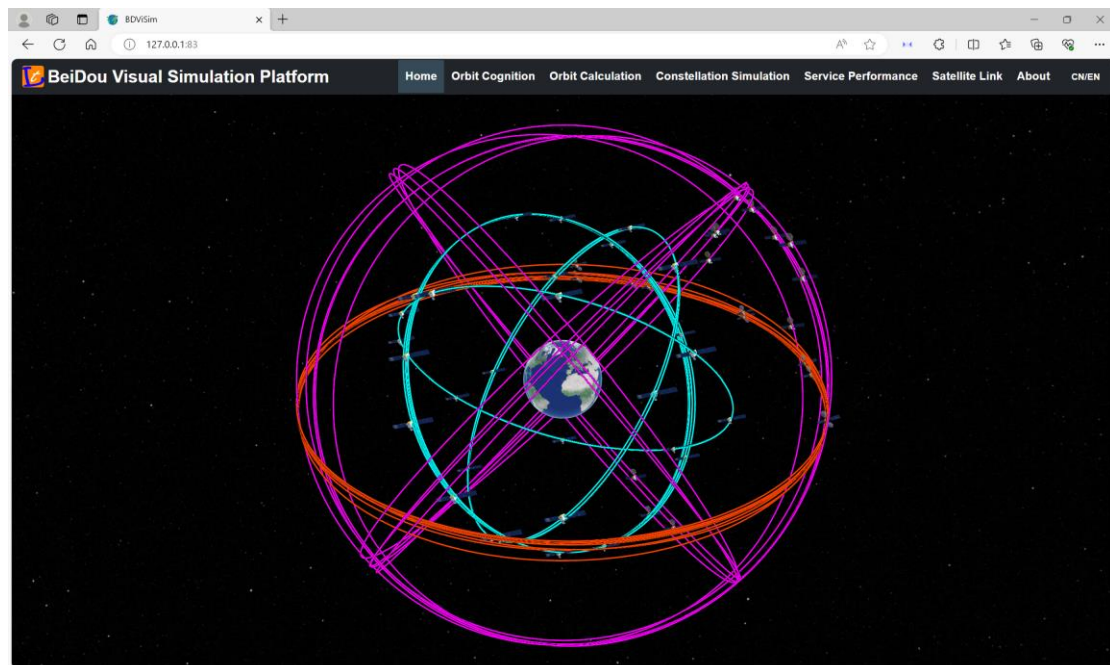 BDViSim
127.0.0.1:83
BeiDou Visual Simulation Platform
Home Orbit Cognition Orbit Calculation Constellation Simulation Service Performance Satellite Link About CN/EN